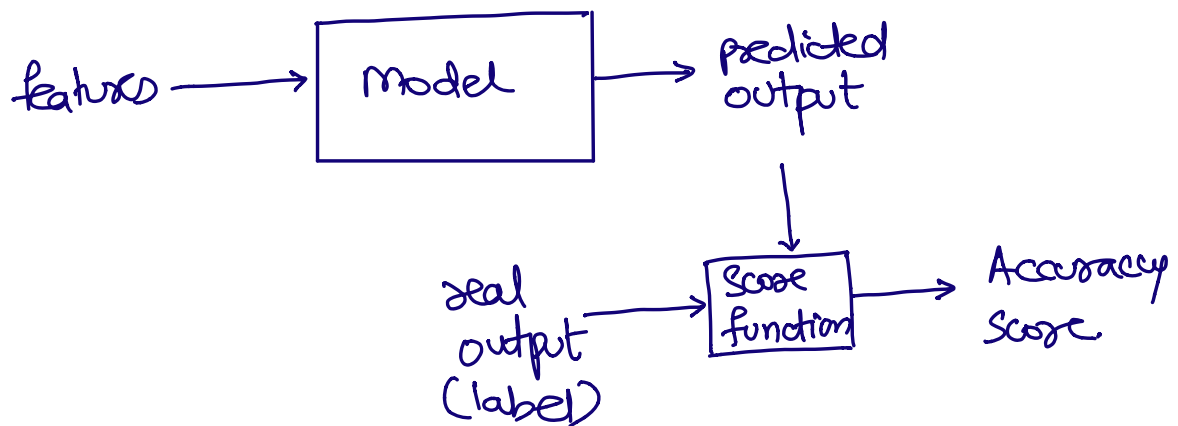 features
Model
predicted
output
real
output
(label)
Score
function
Accuracy
Score